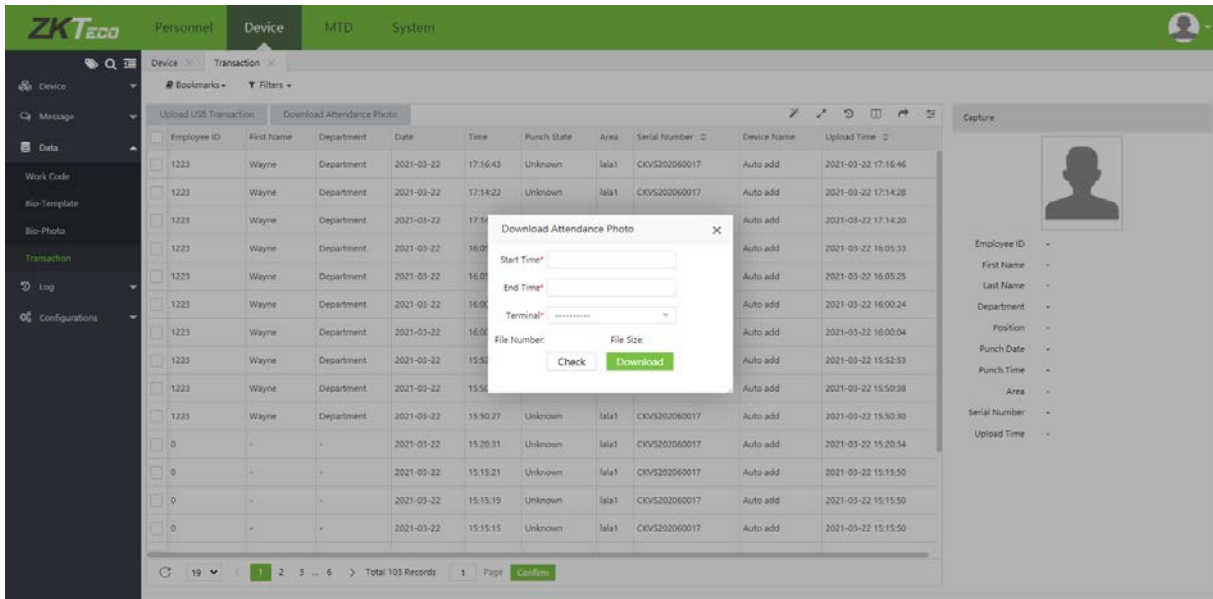 ZKTeco Personnel Device MTD System
Device Transaction
Bookmarks Filters
Device
Message
Data
Work Code
Bio-Template
Bio-Photo
Transaction
Log
Configurations
Upload USB Transaction Download Attendance Photo
Employee ID First Name Department Date Time Punch State Area Serial Number Device Name Upload Time
1223 Wayne Department 2021-03-22 17:16:43 Unknown lala1 CKVS202060017 Auto add 2021-03-22 17:16:46
1223 Wayne Department 2021-03-22 17:14:22 Unknown lala1 CKVS202060017 Auto add 2021-03-22 17:14:28
1223 Wayne Department 2021-03-22 17:14 Auto add 2021-03-22 17:14:20
1223 Wayne Department 2021-03-22 Auto add 2021-03-22 16:05:33
1223 Wayne Department 2021-03-22 Auto add 2021-03-22 16:05:25
1223 Wayne Department 2021-03-22 Auto add 2021-03-22 16:00:24
1223 Wayne Department 2021-03-22 Auto add 2021-03-22 16:00:04
1223 Wayne Department 2021-03-22 Auto add 2021-03-22 15:52:53
1223 Wayne Department 2021-03-22 Auto add 2021-03-22 15:50:38
1223 Wayne Department 2021-03-22 15:50:27 Unknown lala1 CKVS202060017 Auto add 2021-03-22 15:50:30
0 - - 2021-03-22 15:20:31 Unknown lala1 CKVS202060017 Auto add 2021-03-22 15:20:34
0 - - 2021-03-22 15:15:21 Unknown lala1 CKVS202060017 Auto add 2021-03-22 15:15:50
0 - - 2021-03-22 15:15:19 Unknown lala1 CKVS202060017 Auto add 2021-03-22 15:15:50
0 - - 2021-03-22 15:15:15 Unknown lala1 CKVS202060017 Auto add 2021-03-22 15:15:50
19 1 2 3 ... 6 Total 103 Records 1 Page Confirm
Download Attendance Photo
Start Time*
End Time*
Terminal* ----------
File Number: File Size:
Check Download
Capture
Employee ID -
First Name -
Last Name -
Department -
Position -
Punch Date -
Punch Time -
Area -
Serial Number -
Upload Time -